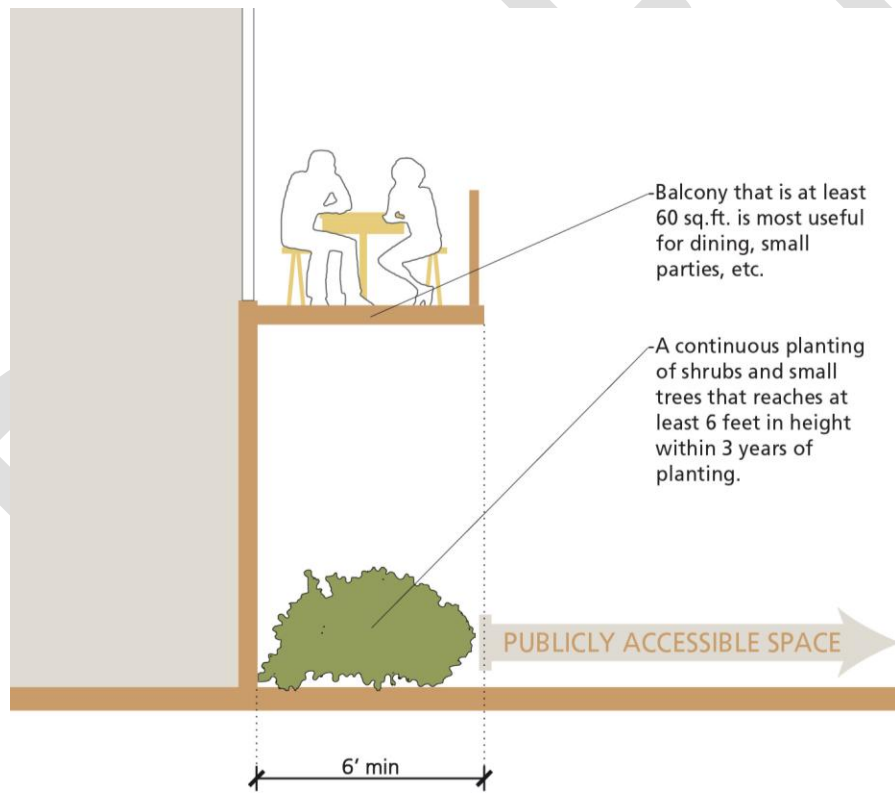 -Balcony that is at least
60 sq.ft. is most useful
for dining, small
parties, etc.
-A continuous planting
of shrubs and small
trees that reaches at
least 6 feet in height
within 3 years of
planting.
PUBLICLY ACCESSIBLE SPACE
6' min